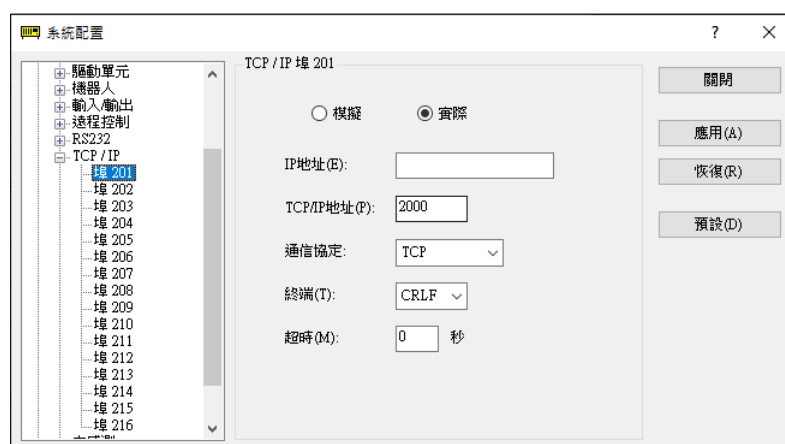 系統配置
?
驅動單元
機器人
輸入/輸出
遠程控制
RS232
TCP / IP
埠 201
埠 202
埠 203
埠 204
埠 205
埠 206
埠 207
埠 208
埠 209
埠 210
埠 211
埠 212
埠 213
埠 214
埠 215
埠 216
TCP / IP 埠 201
模擬
實際
IP地址(E):
TCP/IP地址(P):
2000
通信協定:
TCP
終端(T):
CRLF
超時(M):
0
秒
關閉
應用(A)
恢復(R)
預設(D)